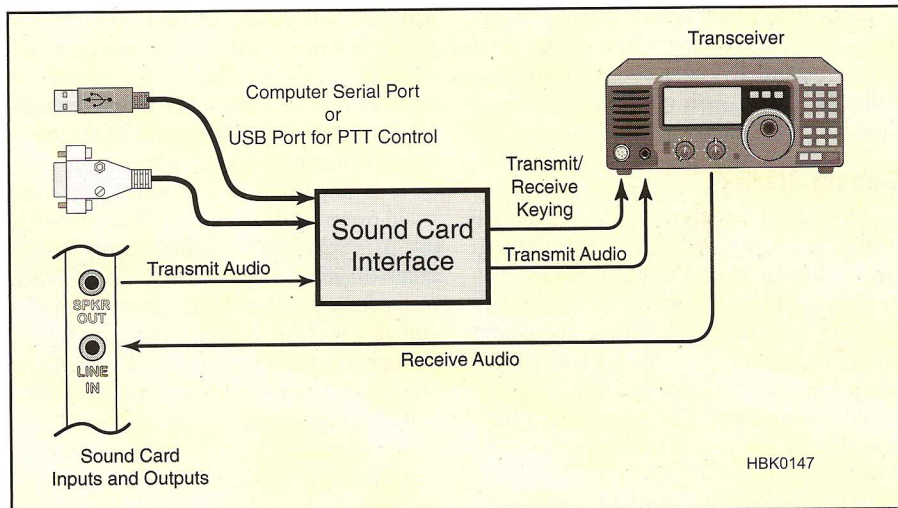 Transceiver
Computer Serial Port
or
USB Port for PTT Control
Transmit/
Receive
Keying
Sound Card
Interface
Transmit Audio
Transmit Audio
SPKR
OUT
LINE
IN
Receive Audio
Sound Card
Inputs and Outputs
HBK0147